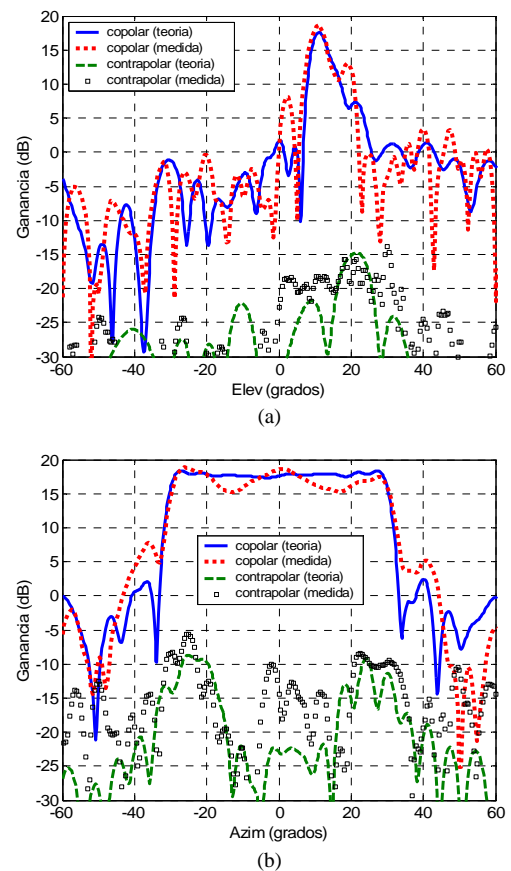 20
15
10
5
0
-5
-10
-15
-20
-25
-30
Ganancia (dB)
copolar (teoria)
copolar (medida)
contrapolar (teoria)
contrapolar (medida)
-60 -40 -20 0 20 40 60
Elev (grados)
(a)
20
15
10
5
0
-5
-10
-15
-20
-25
-30
Ganancia (dB)
copolar (teoria)
copolar (medida)
contrapolar (teoria)
contrapolar (medida)
-60 -40 -20 0 20 40 60
Azim (grados)
(b)